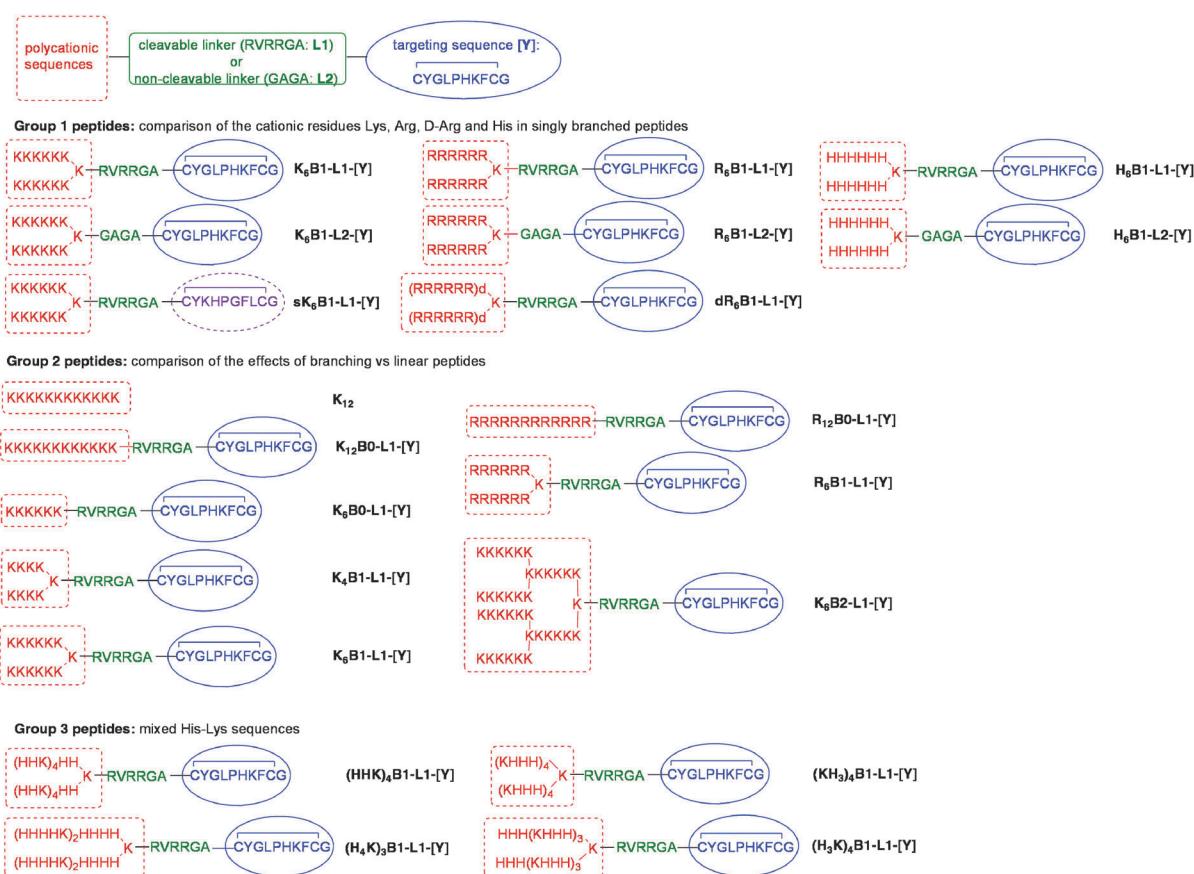 polycationic
sequences
cleavable linker (RVRRGA: L1)
or
non-cleavable linker (GAGA: L2)
targeting sequence [Y]:
CYGLPHKFCG
Group 1 peptides: comparison of the cationic residues Lys, Arg, D-Arg and His in singly branched peptides
KKKKKK
KKKKKK
K
RVRRGA
CYGLPHKFCG
K₆B1-L1-[Y]
RRRRRR
RRRRRR
K
RVRRGA
CYGLPHKFCG
R₆B1-L1-[Y]
HHHHHH
HHHHHH
K
RVRRGA
CYGLPHKFCG
H₆B1-L1-[Y]
KKKKKK
KKKKKK
K
GAGA
CYGLPHKFCG
K₆B1-L2-[Y]
RRRRRR
RRRRRR
K
GAGA
CYGLPHKFCG
R₆B1-L2-[Y]
HHHHHH
HHHHHH
K
GAGA
CYGLPHKFCG
H₆B1-L2-[Y]
KKKKKK
KKKKKK
K
RVRRGA
CYKHPGFLCG
sK₆B1-L1-[Y]
(RRRRRR)d
(RRRRRR)d
K
RVRRGA
CYGLPHKFCG
dR₆B1-L1-[Y]
Group 2 peptides: comparison of the effects of branching vs linear peptides
KKKKKKKKKKKK
K₁₂
KKKKKKKKKKKK
RVRRGA
CYGLPHKFCG
K₁₂B0-L1-[Y]
KKKKKK
RVRRGA
CYGLPHKFCG
K₆B0-L1-[Y]
KKKK
KKKK
K
RVRRGA
CYGLPHKFCG
K₄B1-L1-[Y]
KKKKKK
KKKKKK
K
RVRRGA
CYGLPHKFCG
K₆B1-L1-[Y]
RRRRRRRRRRRR
RVRRGA
CYGLPHKFCG
R₁₂B0-L1-[Y]
RRRRRR
RRRRRR
K
RVRRGA
CYGLPHKFCG
R₆B1-L1-[Y]
KKKKKK
KKKKKK
KKKKKK
KKKKKK
KKKKKK
KKKKKK
K
RVRRGA
CYGLPHKFCG
K₆B2-L1-[Y]
Group 3 peptides: mixed His-Lys sequences
(HHK)₄HH
(HHK)₄HH
K
RVRRGA
CYGLPHKFCG
(HHK)₄B1-L1-[Y]
(KHHH)₄
(KHHH)₄
K
RVRRGA
CYGLPHKFCG
(KH₃)₄B1-L1-[Y]
(HHHHK)₂HHHH
(HHHHK)₂HHHH
K
RVRRGA
CYGLPHKFCG
(H₄K)₃B1-L1-[Y]
HHH(KHHH)₃
HHH(KHHH)₃
K
RVRRGA
CYGLPHKFCG
(H₃K)₄B1-L1-[Y]